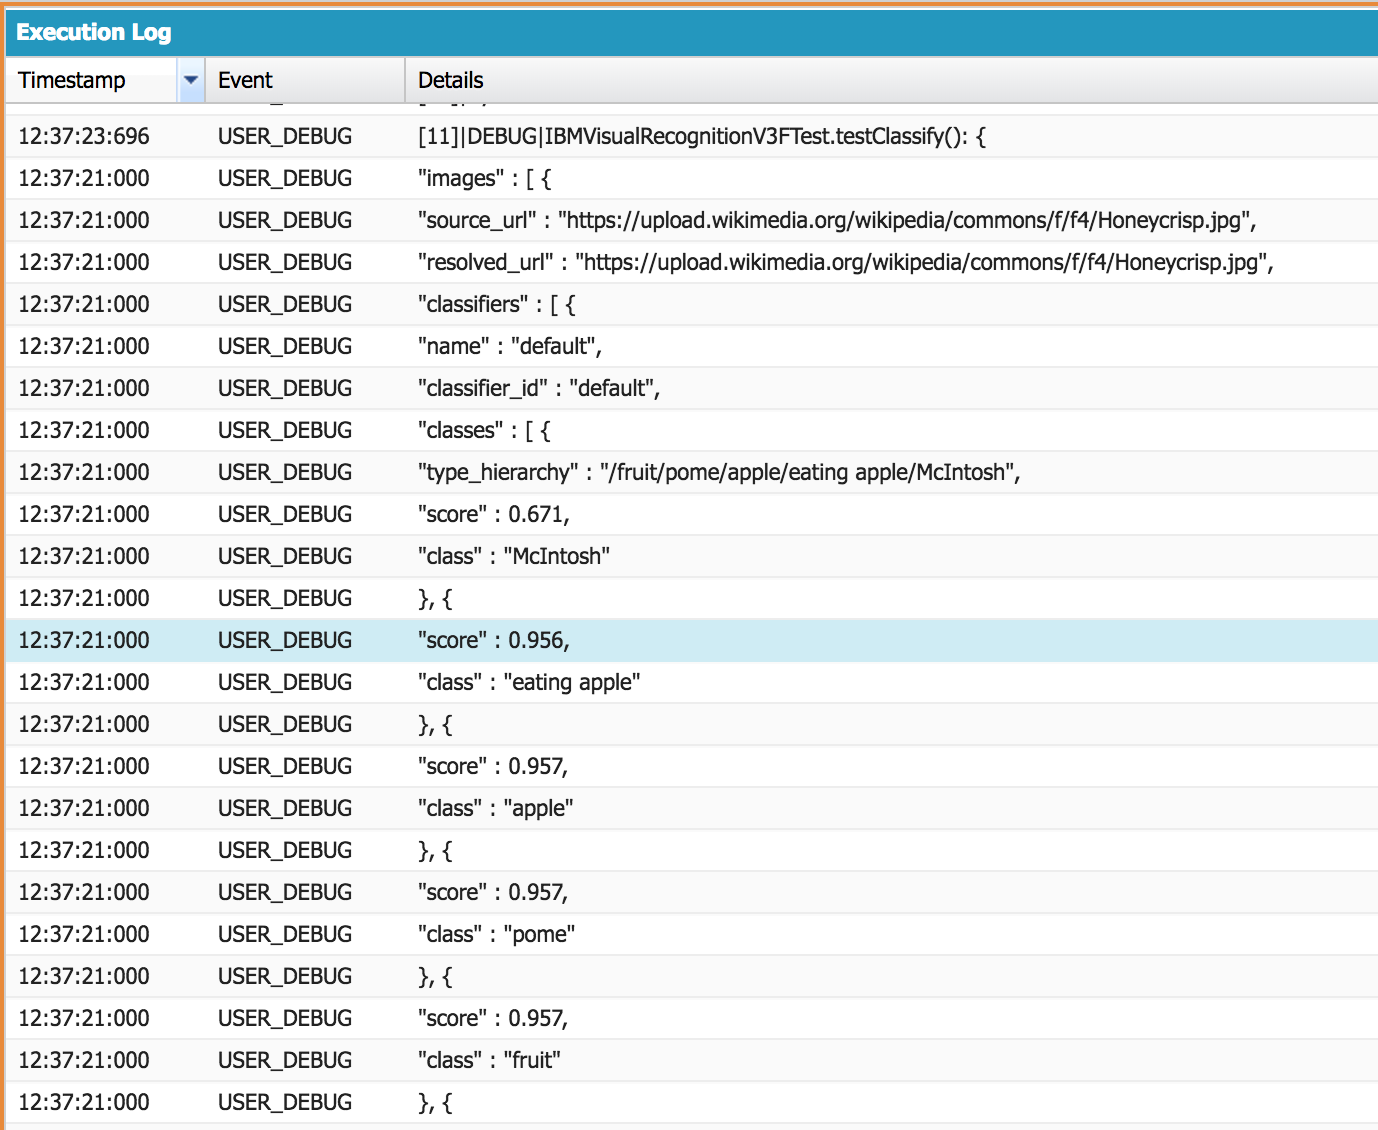 Execution Log
Timestamp Event Details
12:37:23:696 USER_DEBUG [11]|DEBUG|IBMVisualRecognitionV3FTest.testClassify(): {
12:37:21:000 USER_DEBUG "images" : [ {
12:37:21:000 USER_DEBUG "source_url" : "https://upload.wikimedia.org/wikipedia/commons/f/f4/Honeycrisp.jpg",
12:37:21:000 USER_DEBUG "resolved_url" : "https://upload.wikimedia.org/wikipedia/commons/f/f4/Honeycrisp.jpg",
12:37:21:000 USER_DEBUG "classifiers" : [ {
12:37:21:000 USER_DEBUG "name" : "default",
12:37:21:000 USER_DEBUG "classifier_id" : "default",
12:37:21:000 USER_DEBUG "classes" : [ {
12:37:21:000 USER_DEBUG "type_hierarchy" : "/fruit/pome/apple/eating apple/McIntosh",
12:37:21:000 USER_DEBUG "score" : 0.671,
12:37:21:000 USER_DEBUG "class" : "McIntosh"
12:37:21:000 USER_DEBUG }, {
12:37:21:000 USER_DEBUG "score" : 0.956,
12:37:21:000 USER_DEBUG "class" : "eating apple"
12:37:21:000 USER_DEBUG }, {
12:37:21:000 USER_DEBUG "score" : 0.957,
12:37:21:000 USER_DEBUG "class" : "apple"
12:37:21:000 USER_DEBUG }, {
12:37:21:000 USER_DEBUG "score" : 0.957,
12:37:21:000 USER_DEBUG "class" : "pome"
12:37:21:000 USER_DEBUG }, {
12:37:21:000 USER_DEBUG "score" : 0.957,
12:37:21:000 USER_DEBUG "class" : "fruit"
12:37:21:000 USER_DEBUG }, {